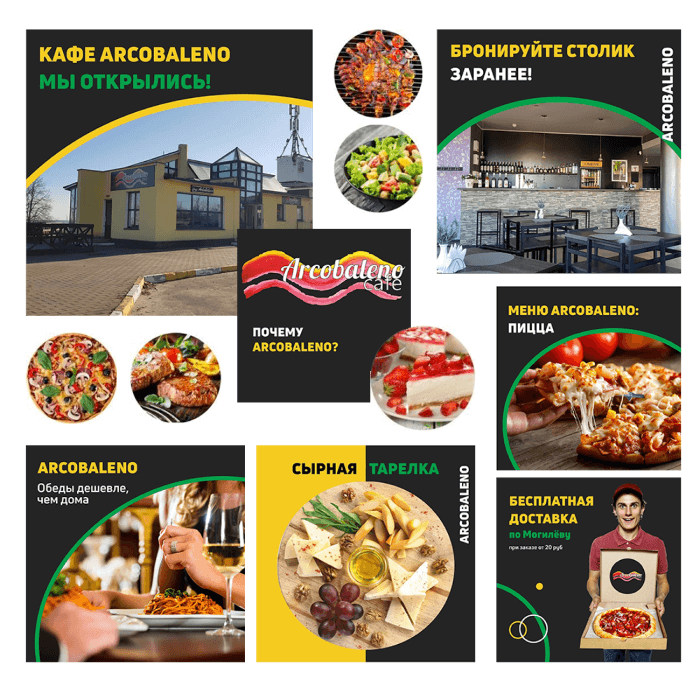 КАФЕ ARCOBALENO
МЫ ОТКРЫЛИСЬ!
БРОНИРУЙТЕ СТОЛИК
ЗАРАНЕЕ!
ARCOBALENO
Arcobaleno
cafe
ПОЧЕМУ
ARCOBALENO?
МЕНЮ ARCOBALENO:
ПИЦЦА
ARCOBALENO
Обеды дешевле,
чем дома
СЫРНАЯ ТАРЕЛКА
ARCOBALENO
БЕСПЛАТНАЯ
ДОСТАВКА
по Могилёву
при заказе от 20 руб
Arcobaleno